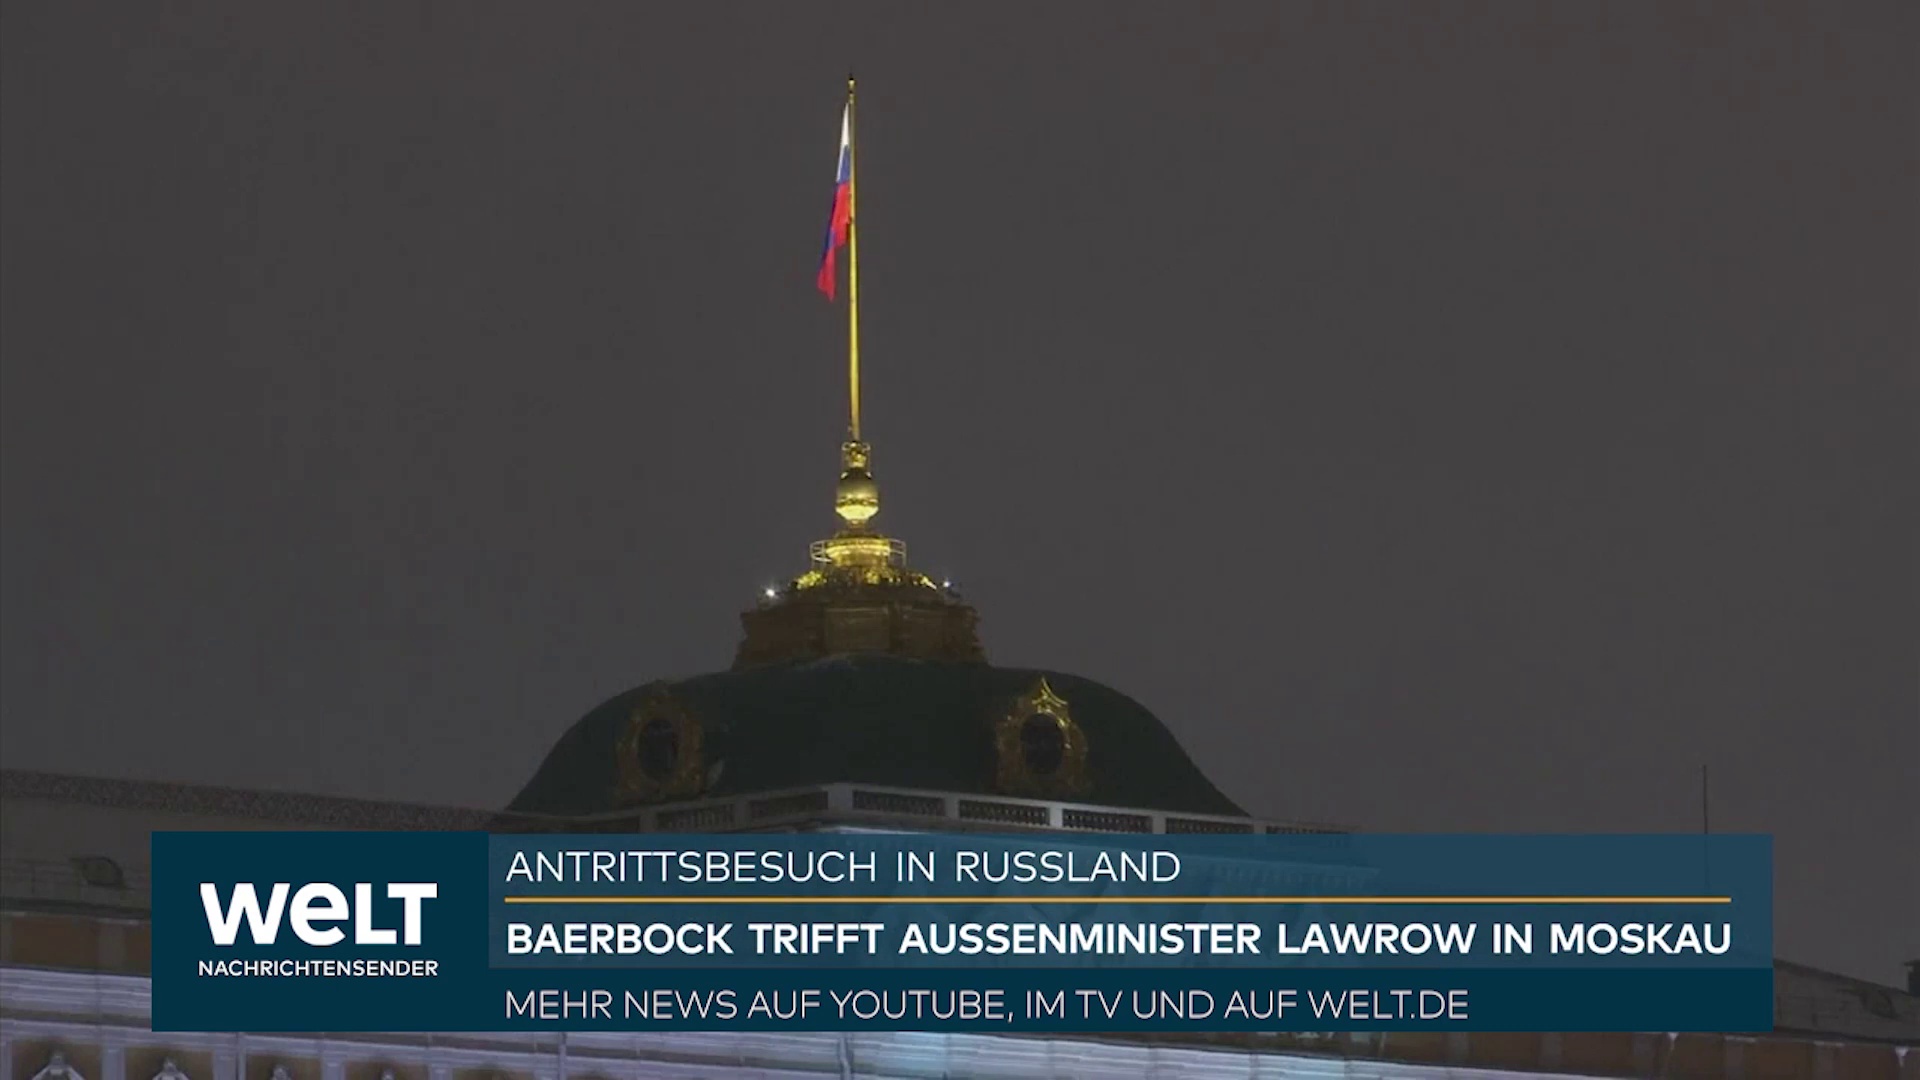 ANTRITTSBESUCH IN RUSSLAND
BAERBOCK TRIFFT AUSSENMINISTER LAWROW IN MOSKAU
WELT
NACHRICHTENSENDER
MEHR NEWS AUF YOUTUBE, IM TV UND AUF WELT.DE